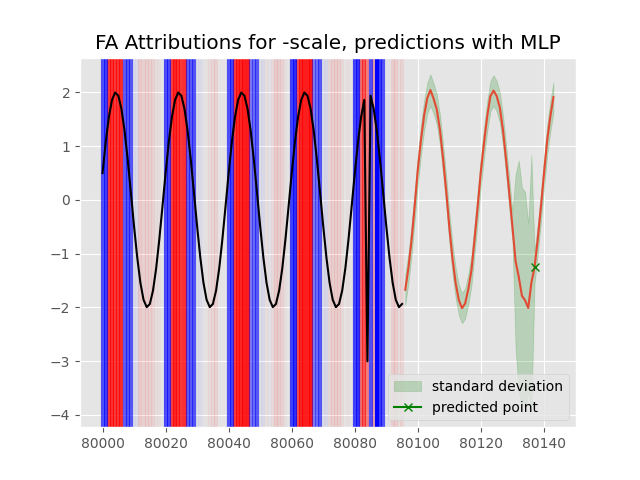 FA Attributions for -scale, predictions with MLP
2
1
0
−1
−2
−3
−4
standard deviation
predicted point
80000 80020 80040 80060 80080 80100 80120 80140